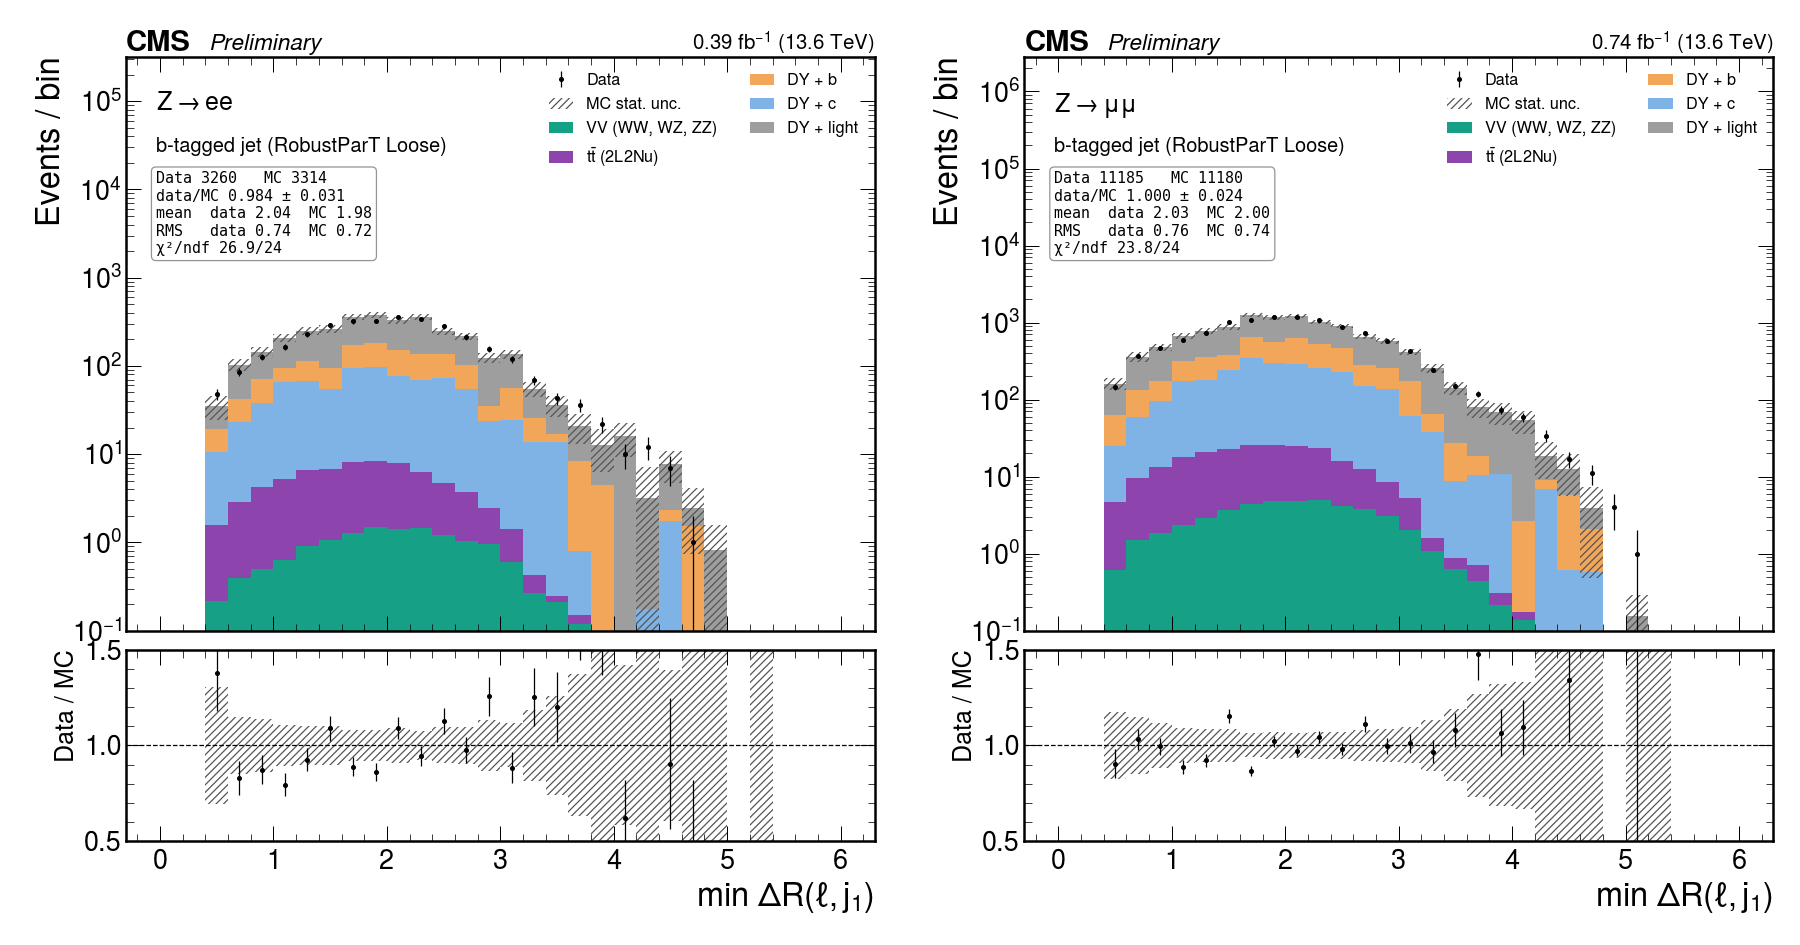 CMS Preliminary 0.39 fb⁻¹ (13.6 TeV)
Events / bin
Z → ee
b-tagged jet (RobustParT Loose)
Data 3260   MC 3314
data/MC 0.984 ± 0.031
mean  data 2.04  MC 1.98
RMS   data 0.74  MC 0.72
χ²/ndf 26.9/24
Data
MC stat. unc.
VV (WW, WZ, ZZ)
tt̄ (2L2Nu)
DY + b
DY + c
DY + light
10⁵
10⁴
10³
10²
10¹
10⁰
10⁻¹
Data / MC
1.5
1.0
0.5
0 1 2 3 4 5 6
min ΔR(ℓ, j₁)
CMS Preliminary 0.74 fb⁻¹ (13.6 TeV)
Events / bin
Z → μμ
b-tagged jet (RobustParT Loose)
Data 11185   MC 11180
data/MC 1.000 ± 0.024
mean  data 2.03  MC 2.00
RMS   data 0.76  MC 0.74
χ²/ndf 23.8/24
Data
MC stat. unc.
VV (WW, WZ, ZZ)
tt̄ (2L2Nu)
DY + b
DY + c
DY + light
10⁶
10⁵
10⁴
10³
10²
10¹
10⁰
10⁻¹
Data / MC
1.5
1.0
0.5
0 1 2 3 4 5 6
min ΔR(ℓ, j₁)